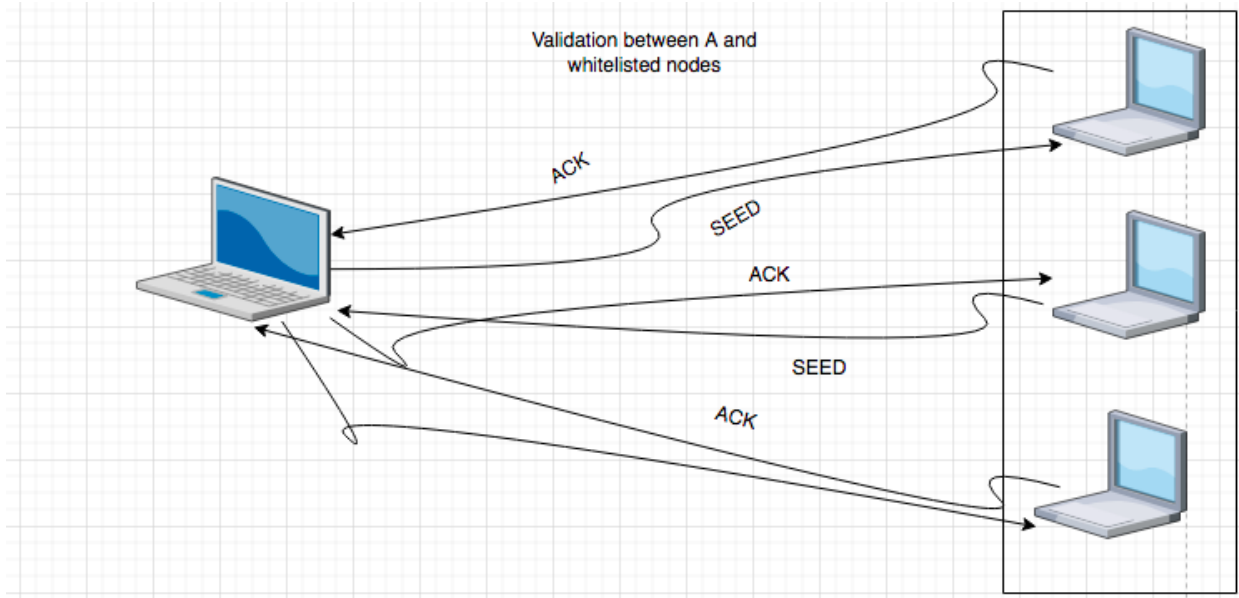 Validation between A and
whitelisted nodes
ACK
SEED
ACK
SEED
ACK